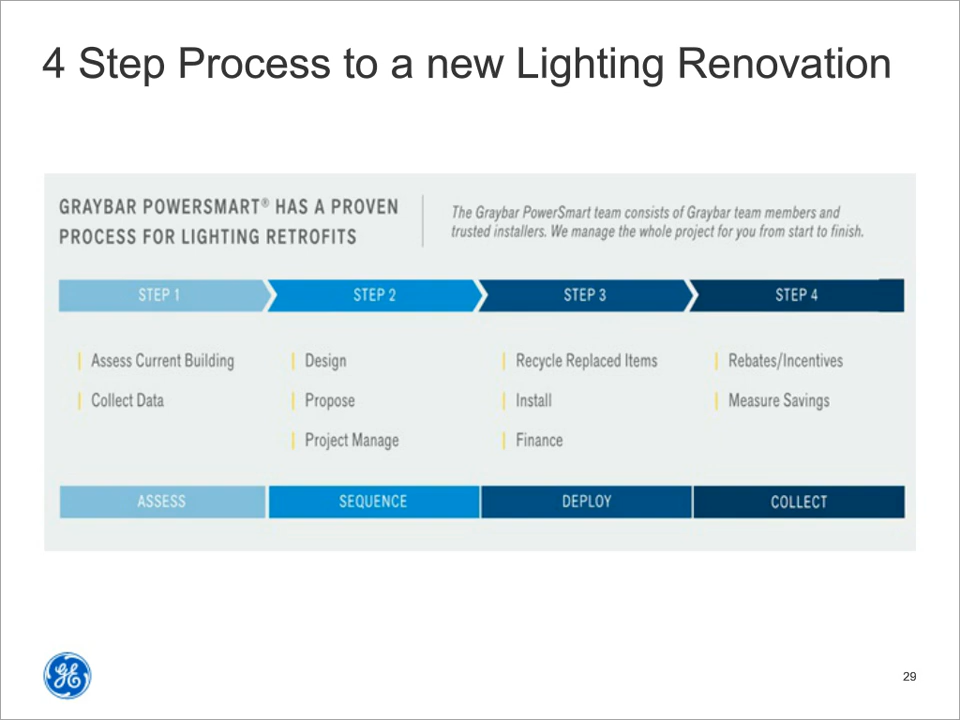 4 Step Process to a new Lighting Renovation
GRAYBAR POWERSMART® HAS A PROVEN
PROCESS FOR LIGHTING RETROFITS
The Graybar PowerSmart team consists of Graybar team members and
trusted installers. We manage the whole project for you from start to finish.
STEP 1
STEP 2
STEP 3
STEP 4
Assess Current Building
Collect Data
Design
Propose
Project Manage
Recycle Replaced Items
Install
Finance
Rebates/Incentives
Measure Savings
ASSESS
SEQUENCE
DEPLOY
COLLECT
GE
29